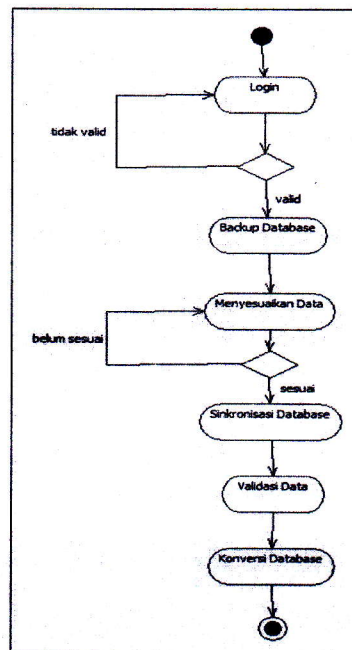 Login
tidak valid
valid
Backup Database
Menyesuaikan Data
belum sesuai
sesuai
Sinkronisasi Database
Validasi Data
Konversi Database